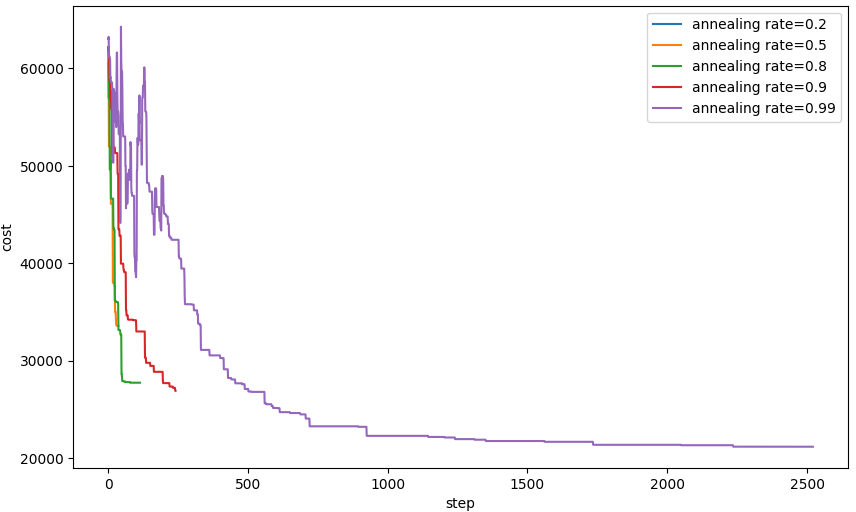 annealing rate=0.2
annealing rate=0.5
annealing rate=0.8
annealing rate=0.9
annealing rate=0.99
60000
50000
40000
30000
20000
cost
0
500
1000
1500
2000
2500
step